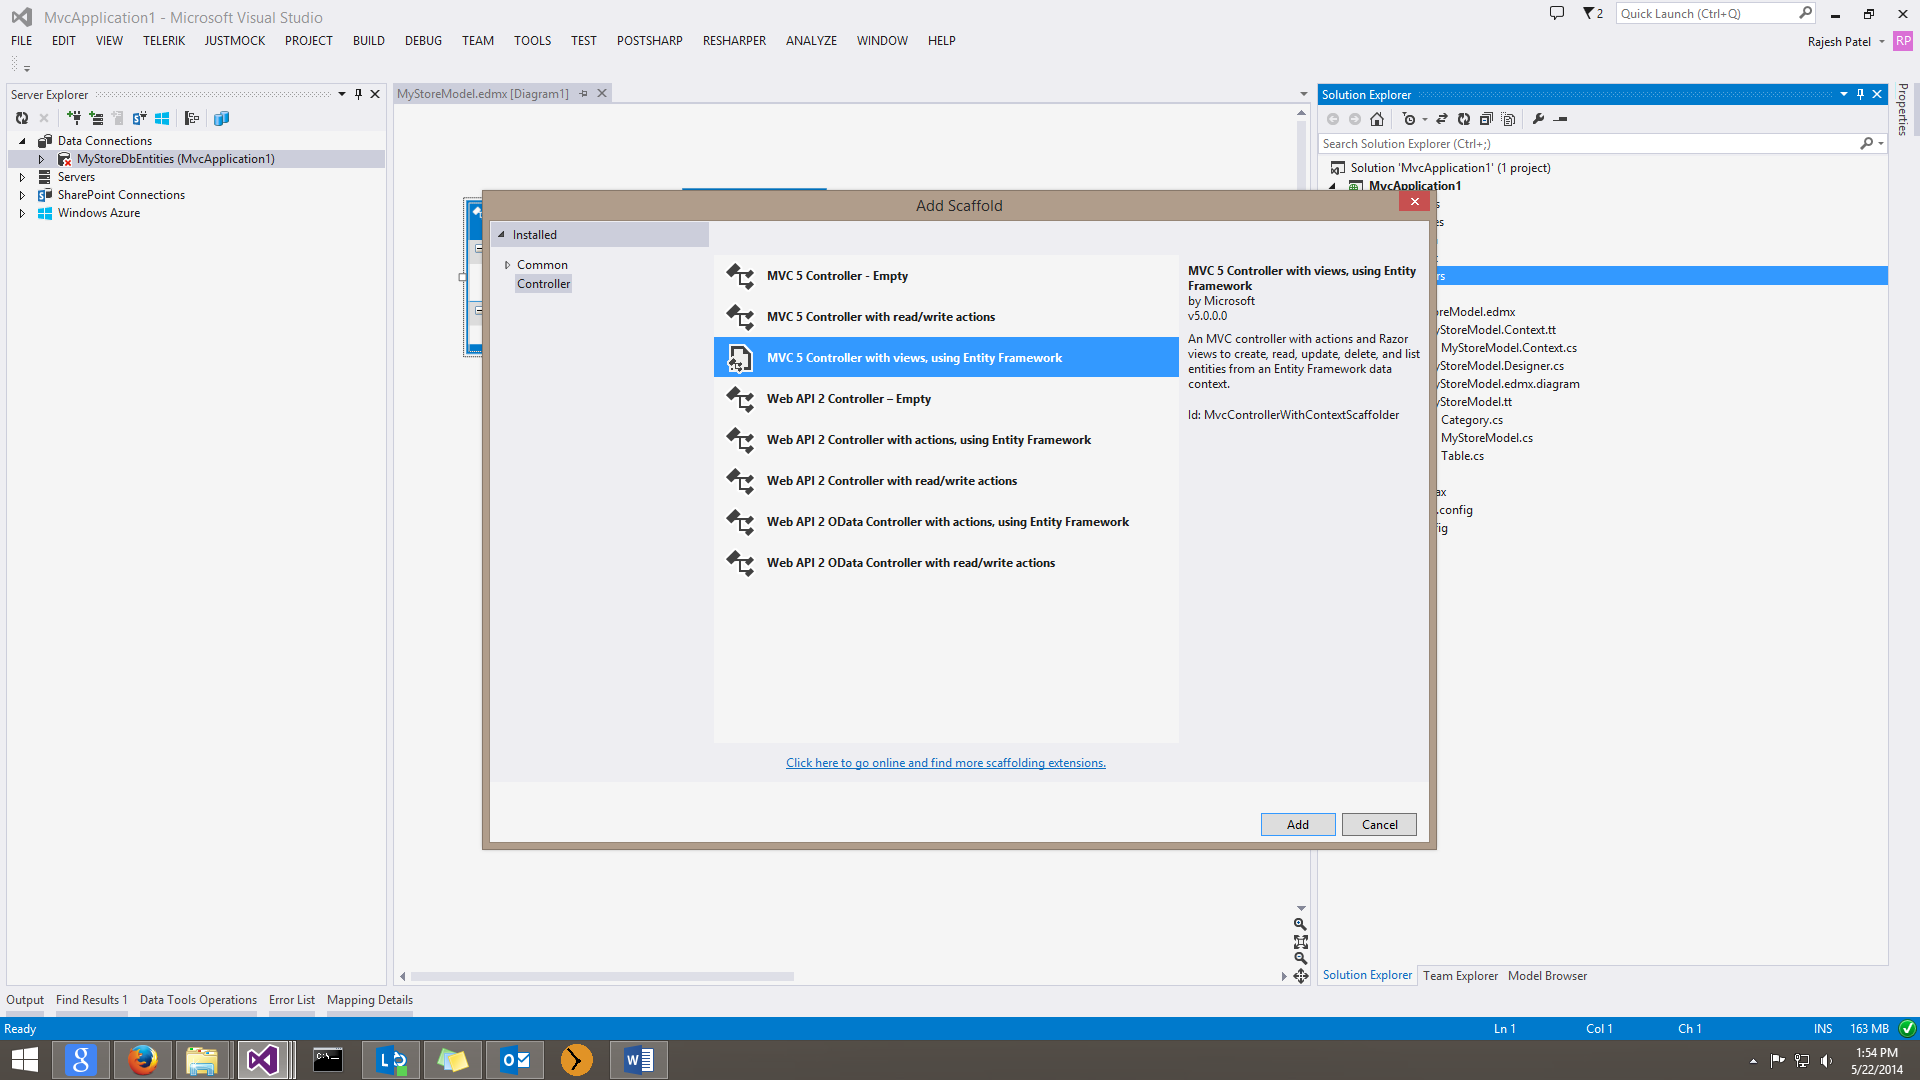 MvcApplication1 - Microsoft Visual Studio
2
Quick Launch (Ctrl+Q)
FILE EDIT VIEW TELERIK JUSTMOCK PROJECT BUILD DEBUG TEAM TOOLS TEST POSTSHARP RESHARPER ANALYZE WINDOW HELP
Rajesh Patel
RP
Server Explorer
Data Connections
MyStoreDbEntities (MvcApplication1)
Servers
SharePoint Connections
Windows Azure
MyStoreModel.edmx [Diagram1]
Add Scaffold
Installed
Common
Controller
MVC 5 Controller - Empty
MVC 5 Controller with read/write actions
MVC 5 Controller with views, using Entity Framework
Web API 2 Controller – Empty
Web API 2 Controller with actions, using Entity Framework
Web API 2 Controller with read/write actions
Web API 2 OData Controller with actions, using Entity Framework
Web API 2 OData Controller with read/write actions
Click here to go online and find more scaffolding extensions.
MVC 5 Controller with views, using Entity
Framework
by Microsoft
v5.0.0.0
An MVC controller with actions and Razor
views to create, read, update, delete, and list
entities from an Entity Framework data
context.
Id: MvcControllerWithContextScaffolder
Add
Cancel
Solution Explorer
Search Solution Explorer (Ctrl+;)
Solution 'MvcApplication1' (1 project)
MvcApplication1
s
es
rs
oreModel.edmx
yStoreModel.Context.tt
MyStoreModel.Context.cs
yStoreModel.Designer.cs
yStoreModel.edmx.diagram
yStoreModel.tt
Category.cs
MyStoreModel.cs
Table.cs
ax
.config
ig
Solution Explorer Team Explorer Model Browser
Properties
Output Find Results 1 Data Tools Operations Error List Mapping Details
Ready
Ln 1 Col 1 Ch 1 INS 163 MB
1:54 PM
5/22/2014